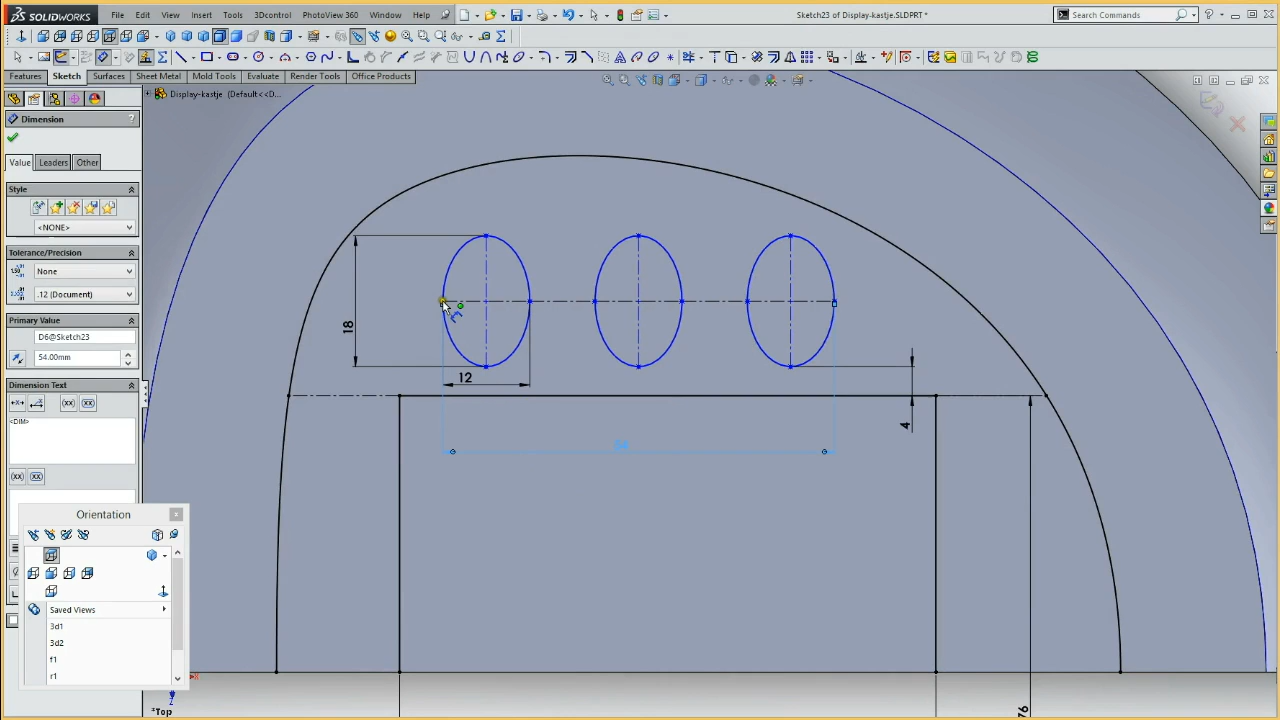 SOLIDWORKS File Edit View Insert Tools 3Dcontrol PhotoView 360 Window Help Sketch23 of Display-kastje.SLDPRT * Search Commands ?
Features Sketch Surfaces Sheet Metal Mold Tools Evaluate Render Tools Office Products
Display-kastje (Default<<D...
Dimension ?
Value Leaders Other
Style
<NONE>
Tolerance/Precision
None
.12 (Document)
Primary Value
D6@Sketch23
54.00mm
Dimension Text
<DIM>
Orientation
Saved Views
3d1
3d2
f1
r1
*Top
18
12
4
54
76